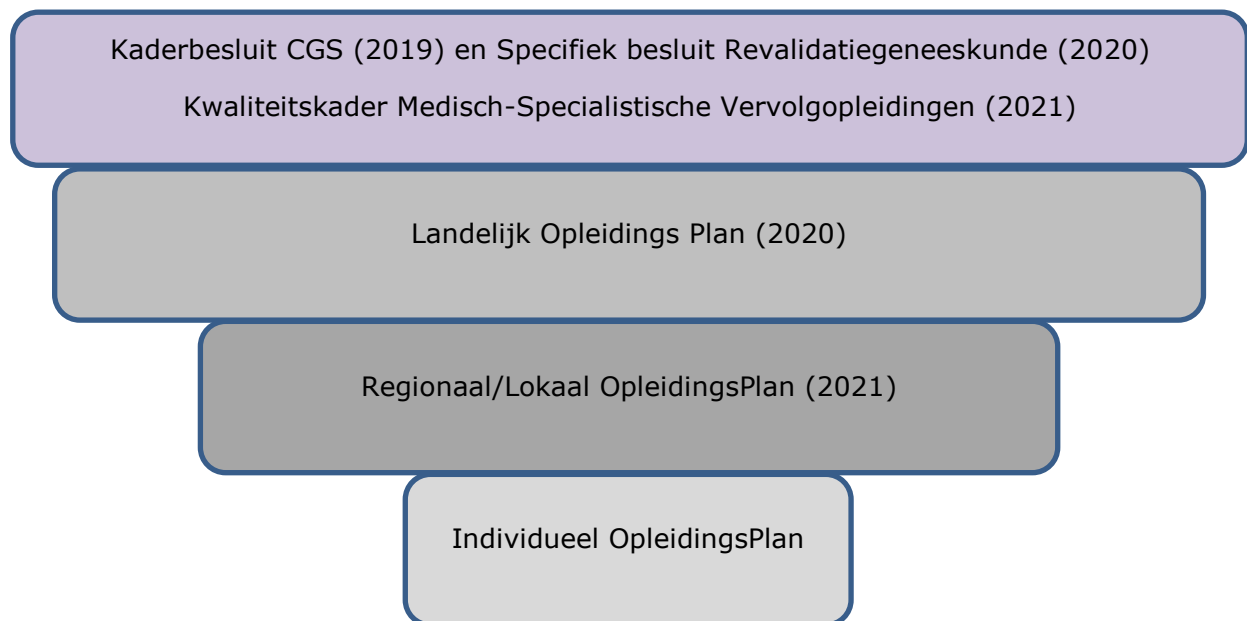 Kaderbesluit CGS (2019) en Specifiek besluit Revalidatiegeneeskunde (2020)
Kwaliteitskader Medisch-Specialistische Vervolgopleidingen (2021)
Landelijk Opleidings Plan (2020)
Regionaal/Lokaal OpleidingsPlan (2021)
Individueel OpleidingsPlan